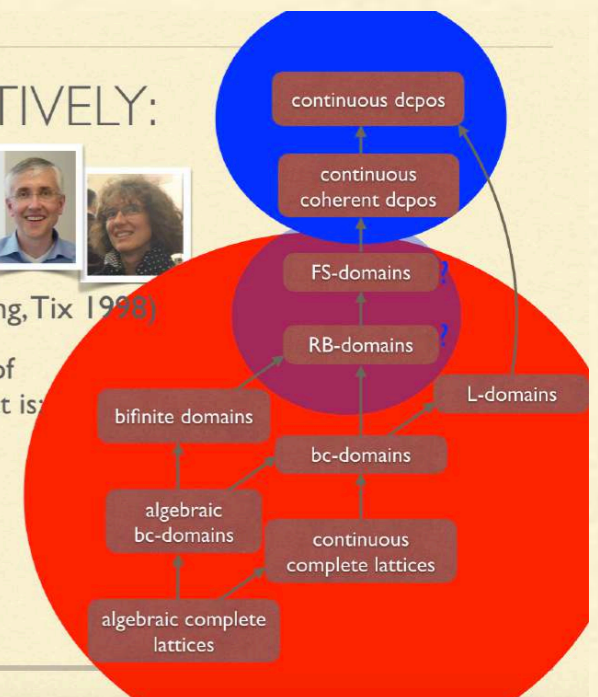 TIVELY:
ng, Tix 1998)
of
t is:
continuous dcpos
continuous
coherent dcpos
FS-domains ?
RB-domains ?
L-domains
bifinite domains
bc-domains
algebraic
bc-domains
continuous
complete lattices
algebraic complete
lattices